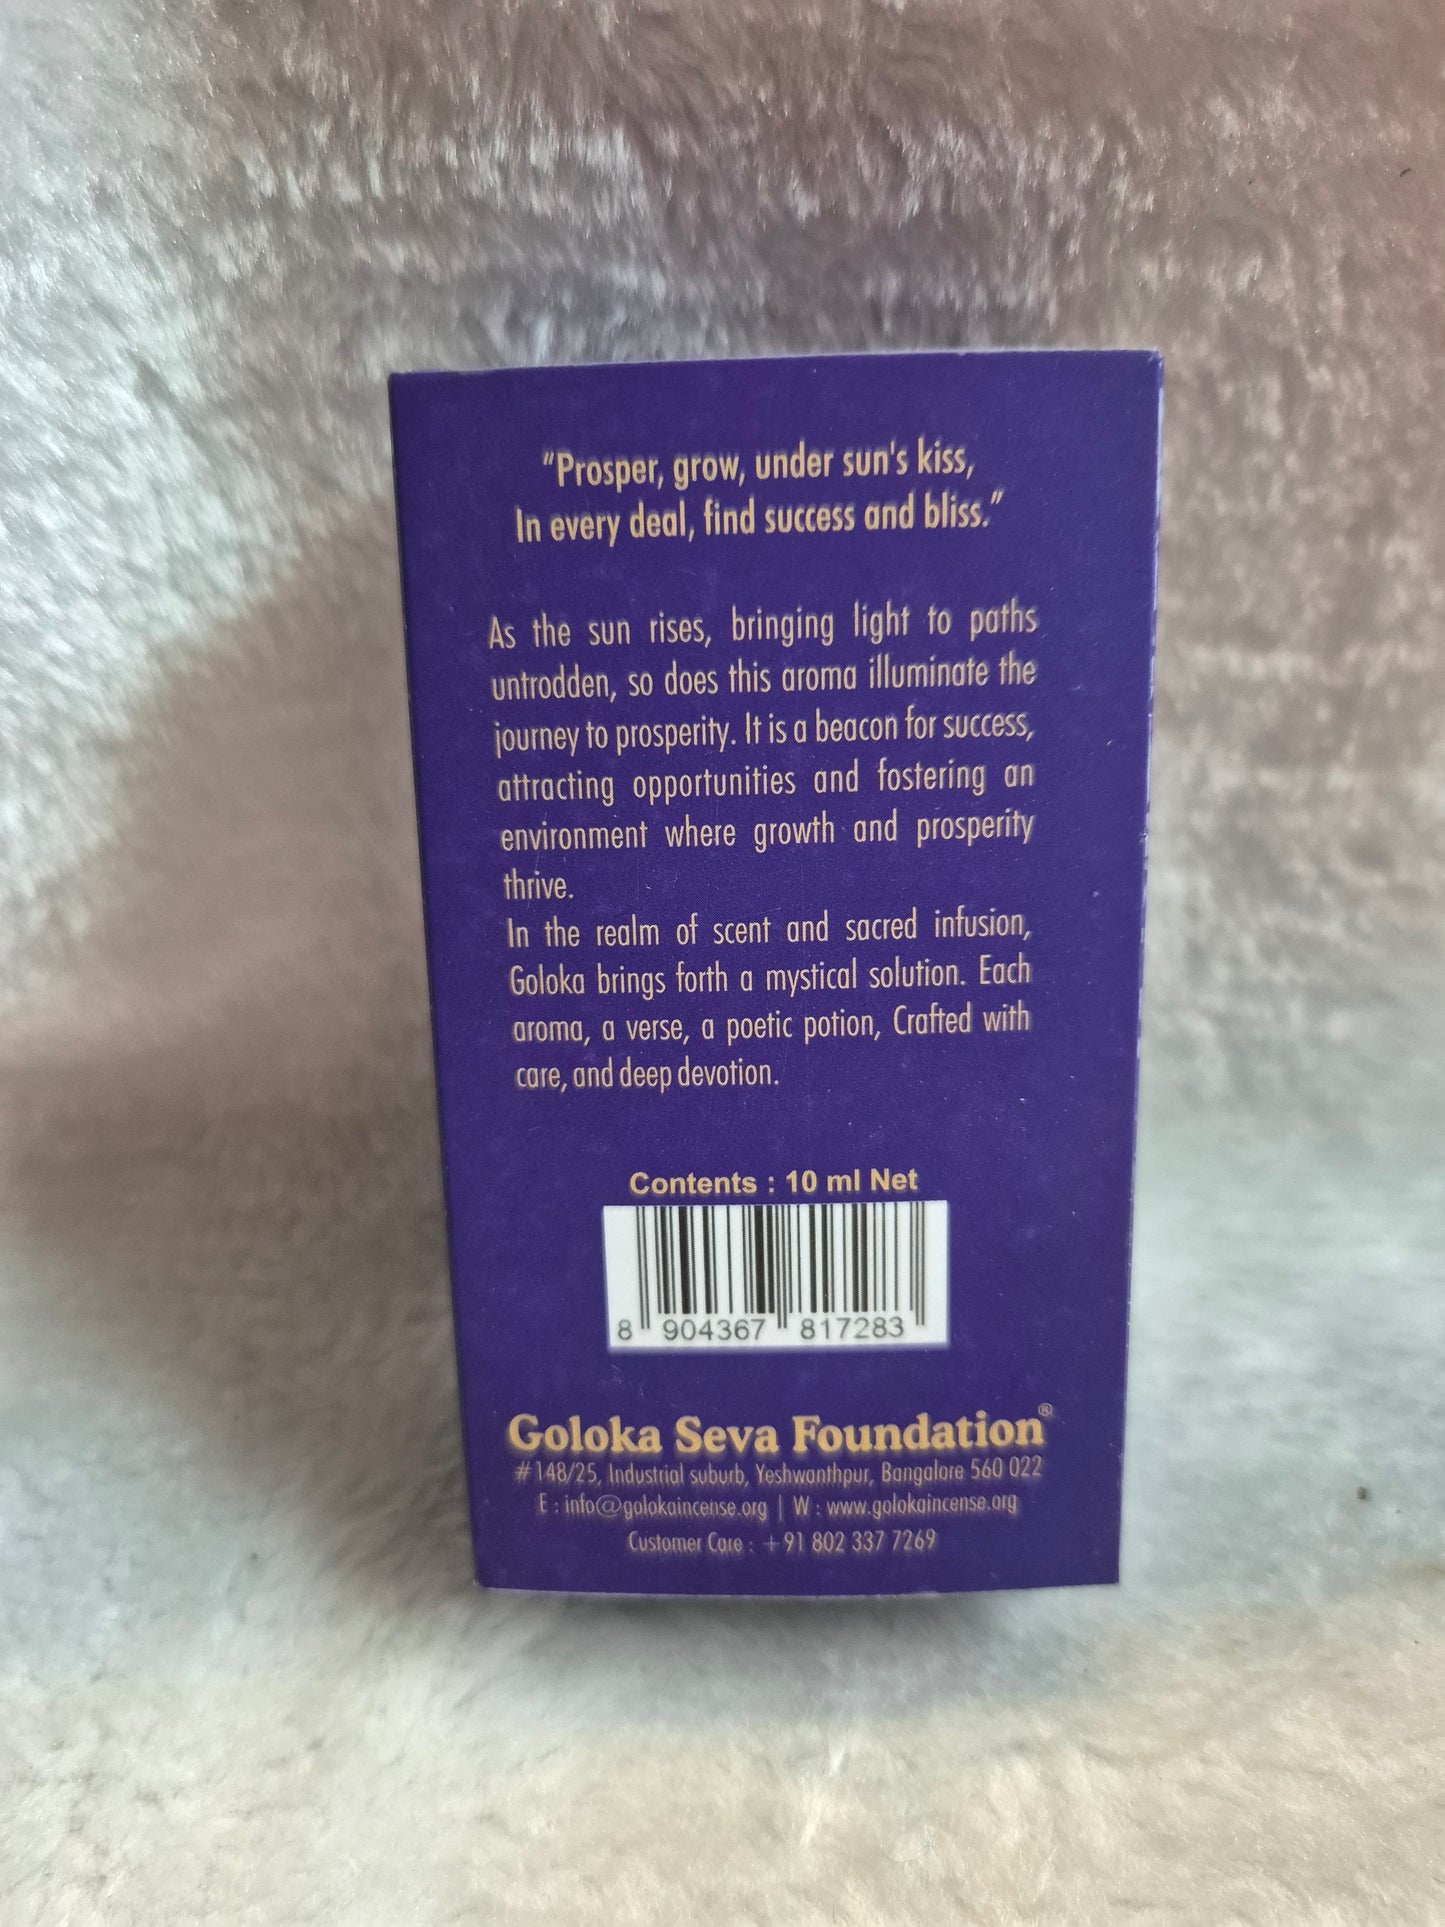 “Prosper, grow, under sun's kiss,
In every deal, find success and bliss.”
As the sun rises, bringing light to paths
untrodden, so does this aroma illuminate the
journey to prosperity. It is a beacon for success,
attracting opportunities and fostering an
environment where growth and prosperity
thrive.
In the realm of scent and sacred infusion,
Goloka brings forth a mystical solution. Each
aroma, a verse, a poetic potion, Crafted with
care, and deep devotion.
Contents : 10 ml Net
8 904367 817283
Goloka Seva Foundation®
#148/25, Industrial suburb, Yeshwanthpur, Bangalore 560 022
E : info@golokaincense.org | W : www.golokaincense.org
Customer Care : +91 802 337 7269